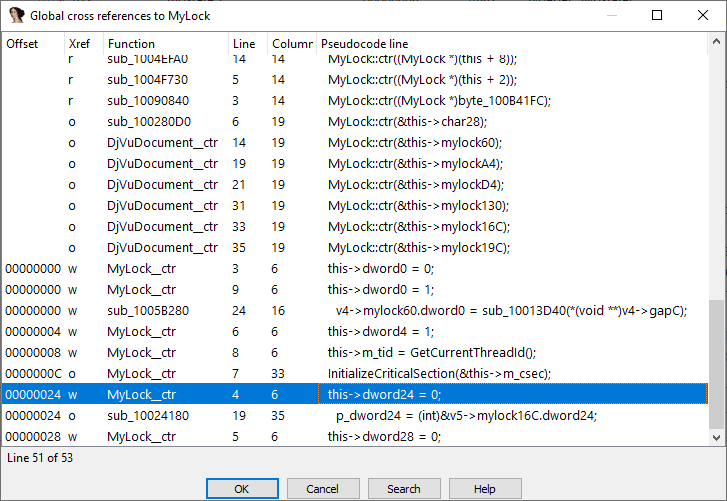 Global cross references to MyLock
Offset Xref Function Line Columr Pseudocode line
r sub_1004EFA0 14 14 MyLock::ctr((MyLock *)(this + 8));
r sub_1004F730 5 14 MyLock::ctr((MyLock *)(this + 2));
r sub_10090840 3 14 MyLock::ctr((MyLock *)byte_100B41FC);
o sub_100280D0 6 19 MyLock::ctr(&this->char28);
o DjVuDocument__ctr 14 19 MyLock::ctr(&this->mylock60);
o DjVuDocument__ctr 19 19 MyLock::ctr(&this->mylockA4);
o DjVuDocument__ctr 21 19 MyLock::ctr(&this->mylockD4);
o DjVuDocument__ctr 31 19 MyLock::ctr(&this->mylock130);
o DjVuDocument__ctr 33 19 MyLock::ctr(&this->mylock16C);
o DjVuDocument__ctr 35 19 MyLock::ctr(&this->mylock19C);
00000000 w MyLock__ctr 3 6 this->dword0 = 0;
00000000 w MyLock__ctr 9 6 this->dword0 = 1;
00000000 w sub_1005B280 24 16 v4->mylock60.dword0 = sub_10013D40(*(void **)v4->gapC);
00000004 w MyLock__ctr 6 6 this->dword4 = 1;
00000008 w MyLock__ctr 8 6 this->m_tid = GetCurrentThreadId();
0000000C o MyLock__ctr 7 33 InitializeCriticalSection(&this->m_csec);
00000024 w MyLock__ctr 4 6 this->dword24 = 0;
00000024 o sub_10024180 19 35 p_dword24 = (int)&v5->mylock16C.dword24;
00000028 w MyLock__ctr 5 6 this->dword28 = 0;
Line 51 of 53
OK Cancel Search Help